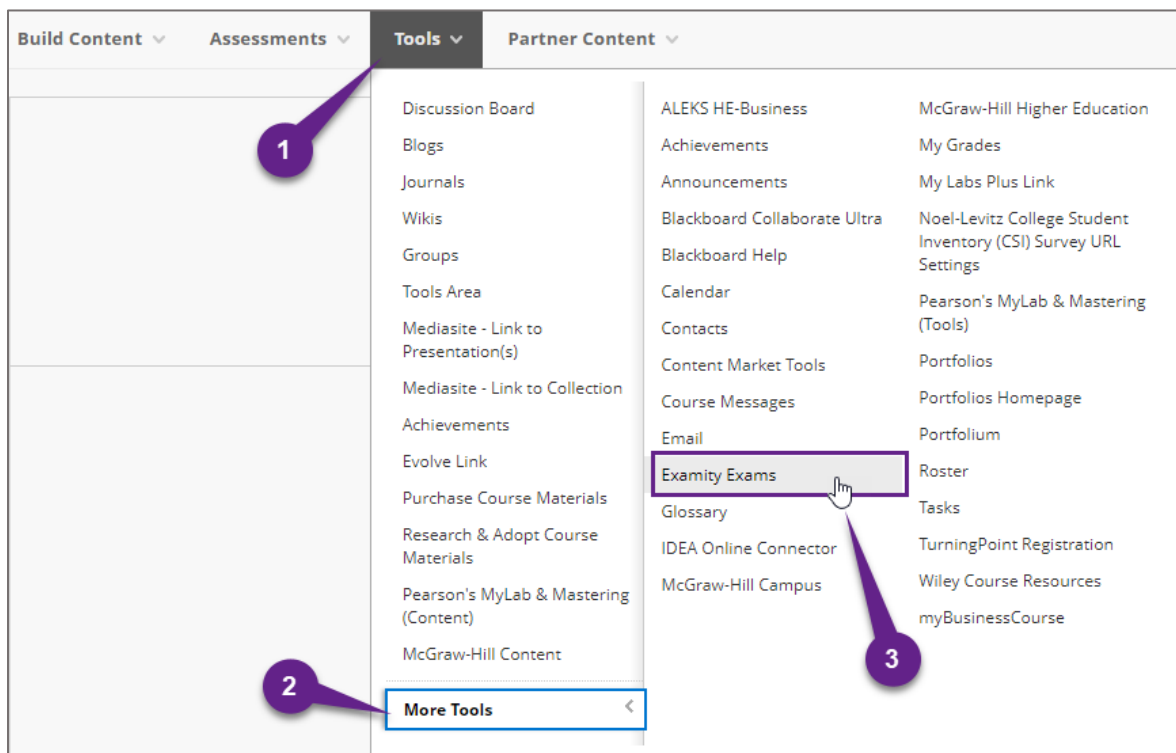 Build Content
Assessments
Tools
Partner Content
1
Discussion Board
Blogs
Journals
Wikis
Groups
Tools Area
Mediasite - Link to
Presentation(s)
Mediasite - Link to Collection
Achievements
Evolve Link
Purchase Course Materials
Research & Adopt Course
Materials
Pearson's MyLab & Mastering
(Content)
McGraw-Hill Content
2
More Tools
ALEKS HE-Business
Achievements
Announcements
Blackboard Collaborate Ultra
Blackboard Help
Calendar
Contacts
Content Market Tools
Course Messages
Email
Examity Exams
Glossary
IDEA Online Connector
McGraw-Hill Campus
3
McGraw-Hill Higher Education
My Grades
My Labs Plus Link
Noel-Levitz College Student
Inventory (CSI) Survey URL
Settings
Pearson's MyLab & Mastering
(Tools)
Portfolios
Portfolios Homepage
Portfolium
Roster
Tasks
TurningPoint Registration
Wiley Course Resources
myBusinessCourse